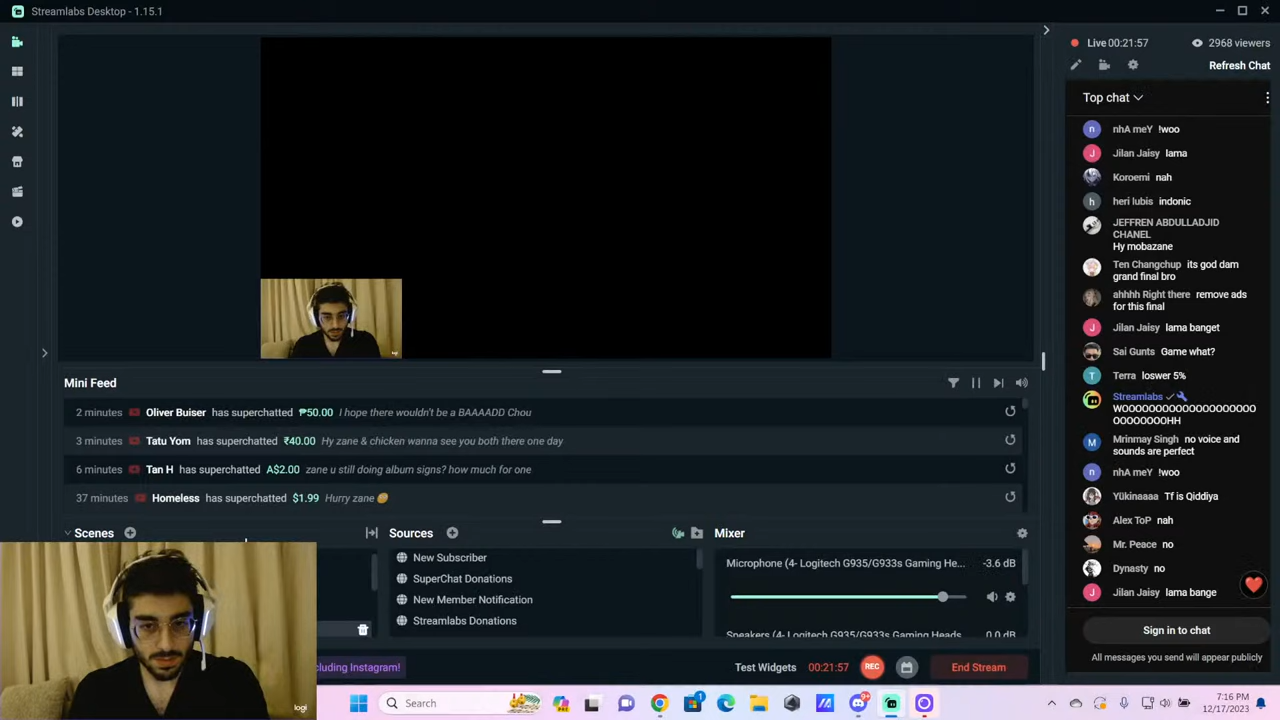 Streamlabs Desktop - 1.15.1
Live 00:21:57
2968 viewers
Refresh Chat
Top chat
nhA meY !woo
Jilan Jaisy lama
Koroemi nah
heri lubis indonic
JEFFREN ABDULLADJID
CHANEL
Hy mobazane
Ten Changchup its god dam
grand final bro
ahhhh Right there remove ads
for this final
Jilan Jaisy lama banget
Sai Gunts Game what?
Terra loswer 5%
Streamlabs
WOOOOOOOOOOOOOOOOOOO
OOOOOOOOHH
Mrinmay Singh no voice and
sounds are perfect
nhA meY !woo
Yükinaaaa Tf is Qiddiya
Alex ToP nah
Mr. Peace no
Dynasty no
Jilan Jaisy lama bange
Sign in to chat
All messages you send will appear publicly
Mini Feed
2 minutes Oliver Buiser has superchatted ₱50.00 I hope there wouldn't be a BAAAADD Chou
3 minutes Tatu Yom has superchatted ₹40.00 Hy zane & chicken wanna see you both there one day
6 minutes Tan H has superchatted A$2.00 zane u still doing album signs? how much for one
37 minutes Homeless has superchatted $1.99 Hurry zane
Scenes
Sources
New Subscriber
SuperChat Donations
New Member Notification
Streamlabs Donations
Mixer
Microphone (4- Logitech G935/G933s Gaming He... -3.6 dB
Speakers (4- Logitech G935/G933s Gaming Heads... 0.0 dB
cluding Instagram!
Test Widgets
00:21:57
REC
End Stream
logi
Search
7:16 PM
12/17/2023